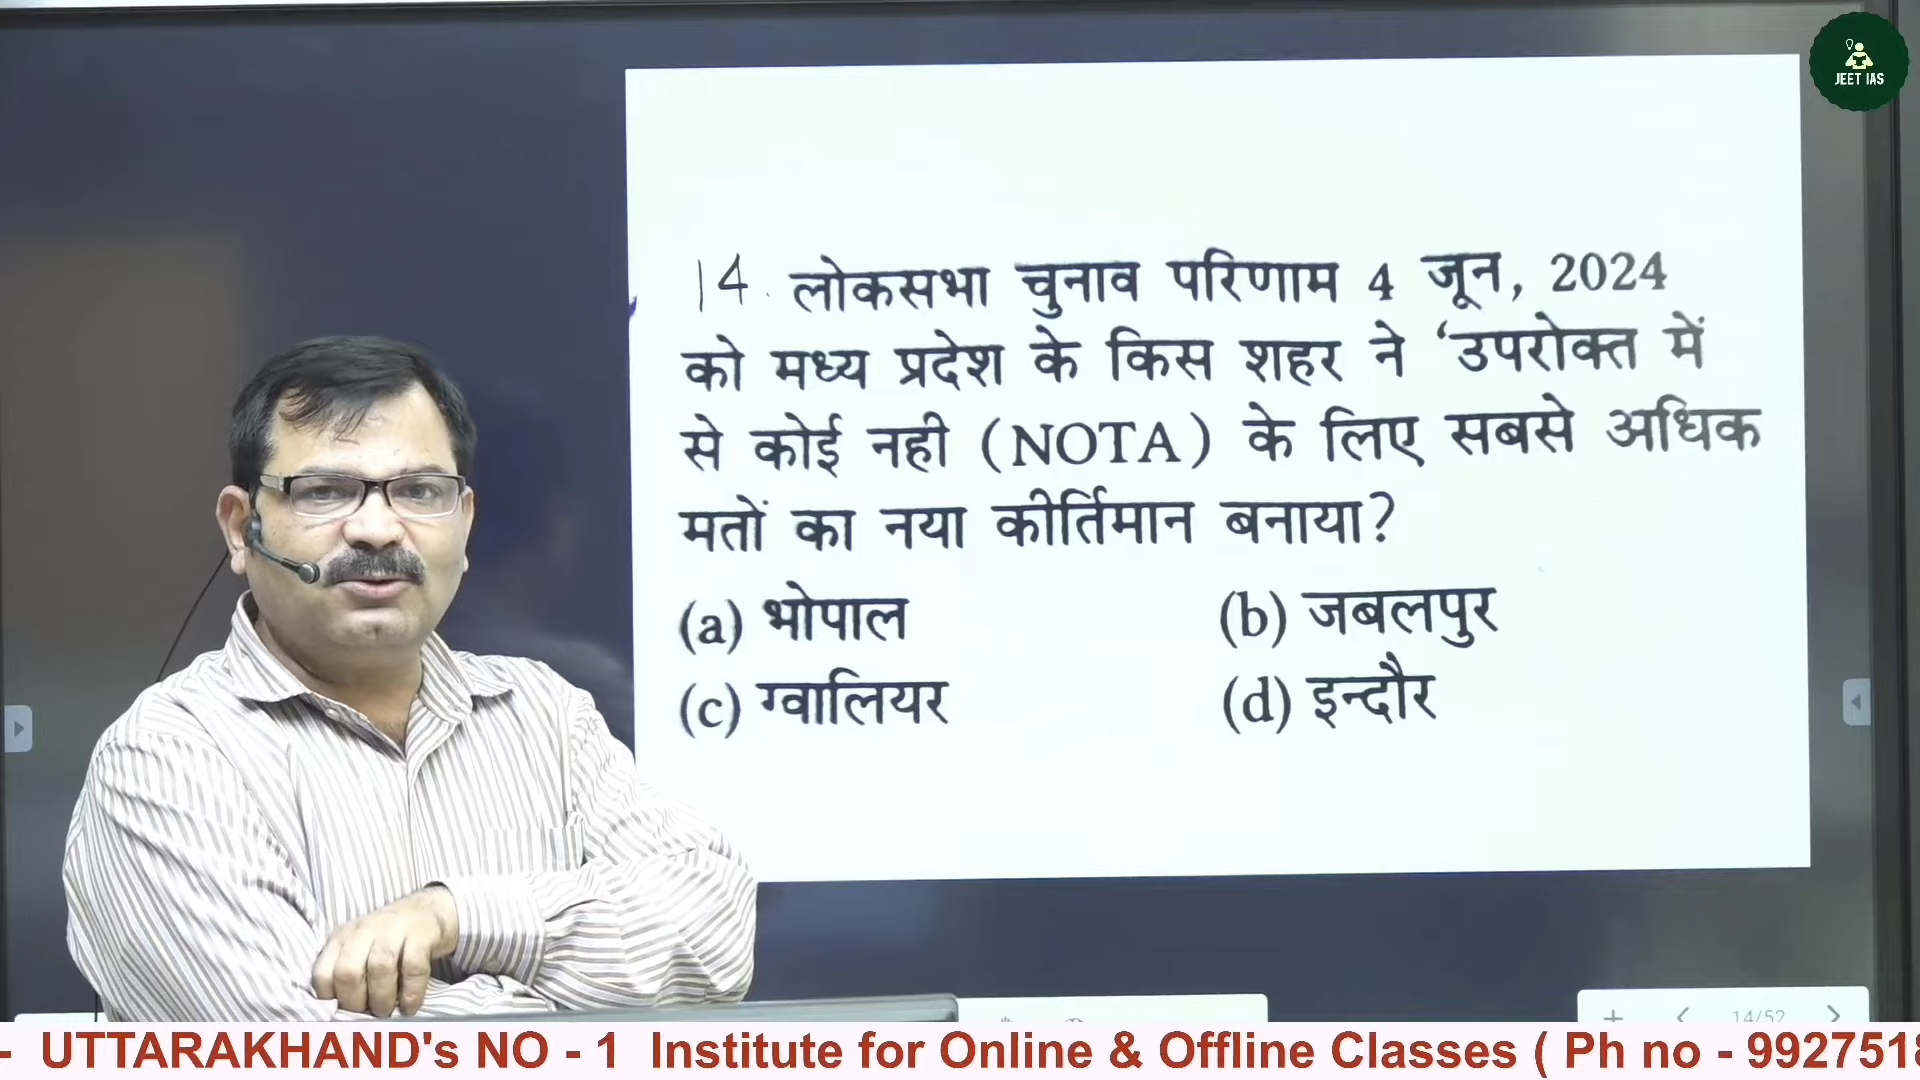 JEET IAS
14. लोकसभा चुनाव परिणाम 4 जून, 2024
को मध्य प्रदेश के किस शहर ने ‘उपरोक्त में
से कोई नही (NOTA) के लिए सबसे अधिक
मतों का नया कीर्तिमान बनाया?
(a) भोपाल (b) जबलपुर
(c) ग्वालियर (d) इन्दौर
14/52
- UTTARAKHAND's NO - 1 Institute for Online & Offline Classes ( Ph no - 992751